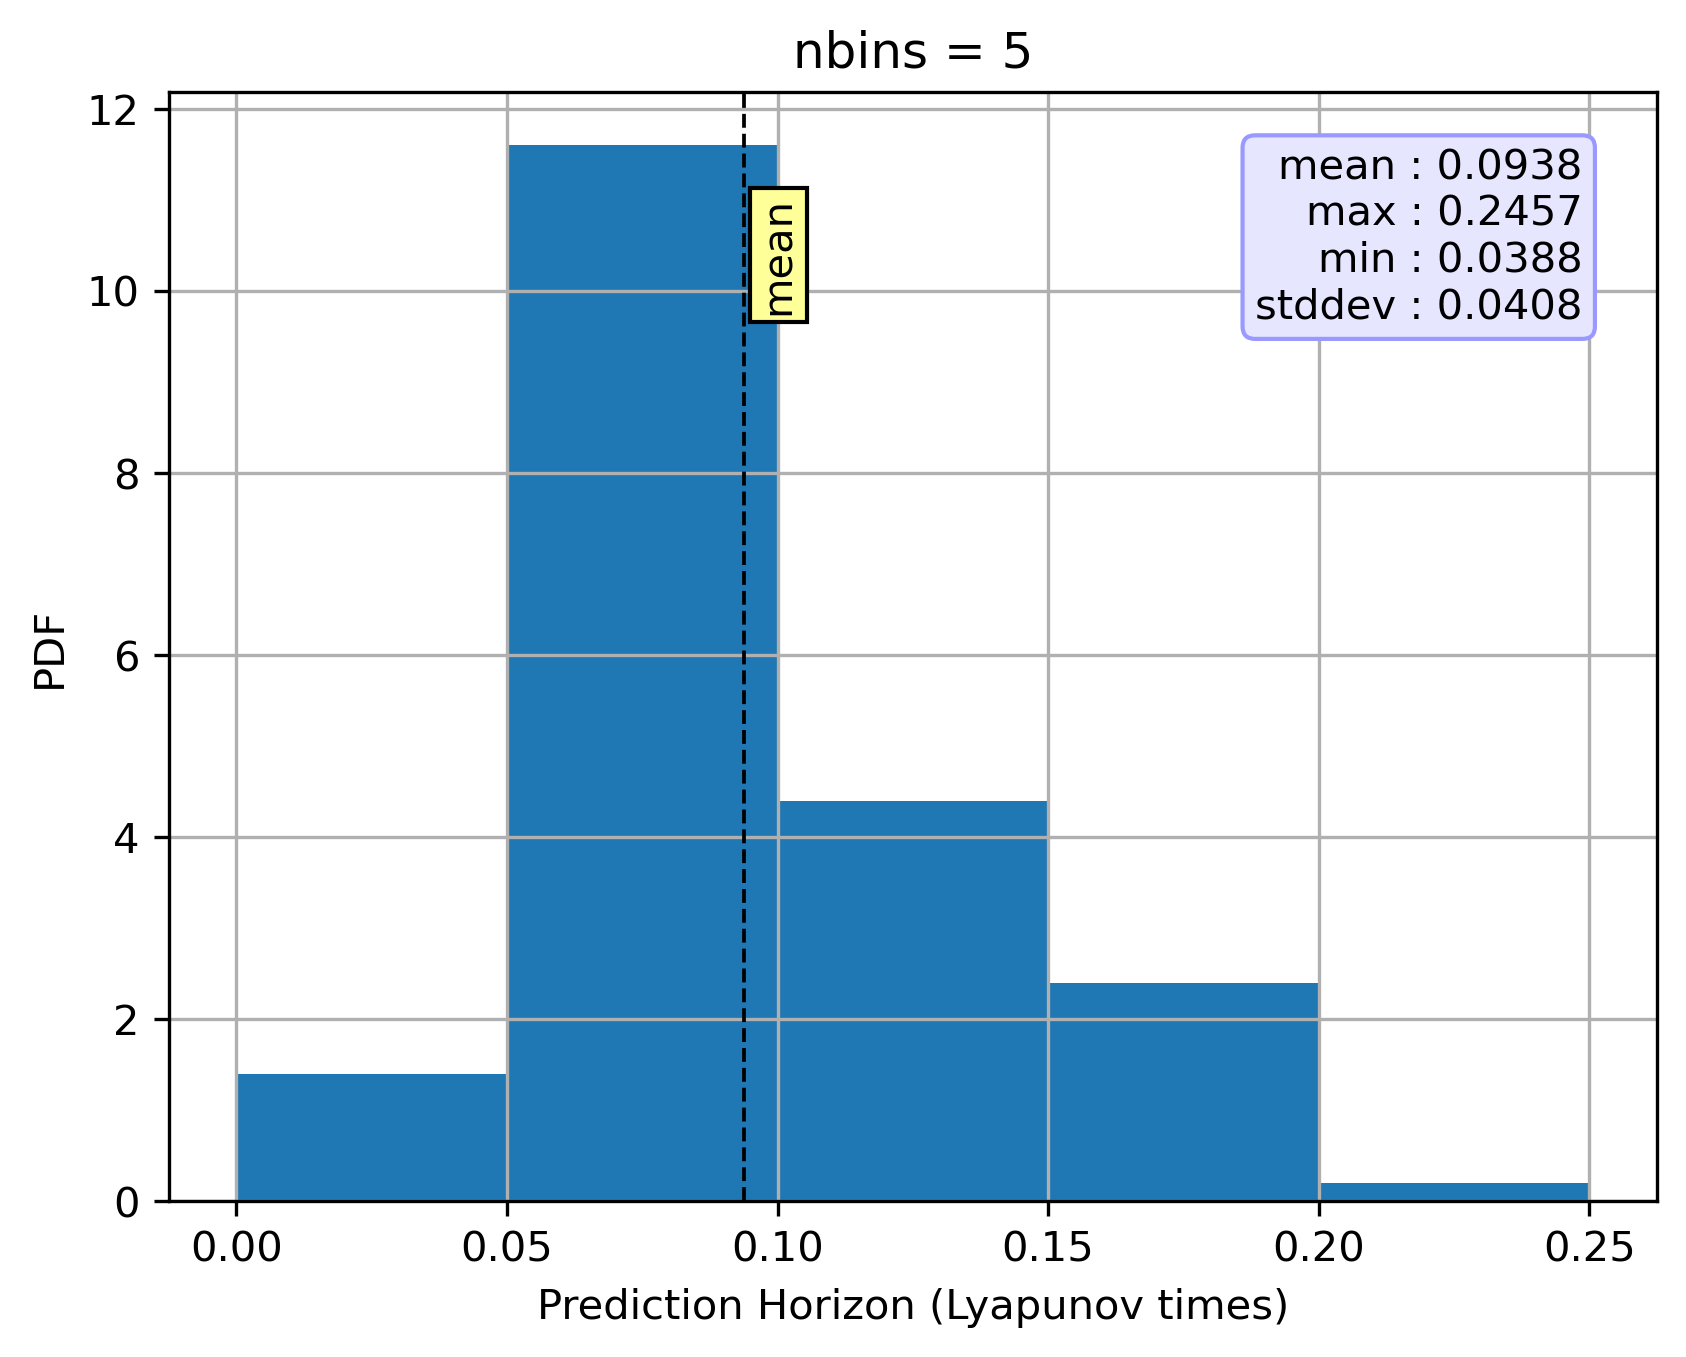 nbins = 5
12
10
8
6
4
2
0
PDF
mean
mean : 0.0938
max : 0.2457
min : 0.0388
stddev : 0.0408
0.00 0.05 0.10 0.15 0.20 0.25
Prediction Horizon (Lyapunov times)